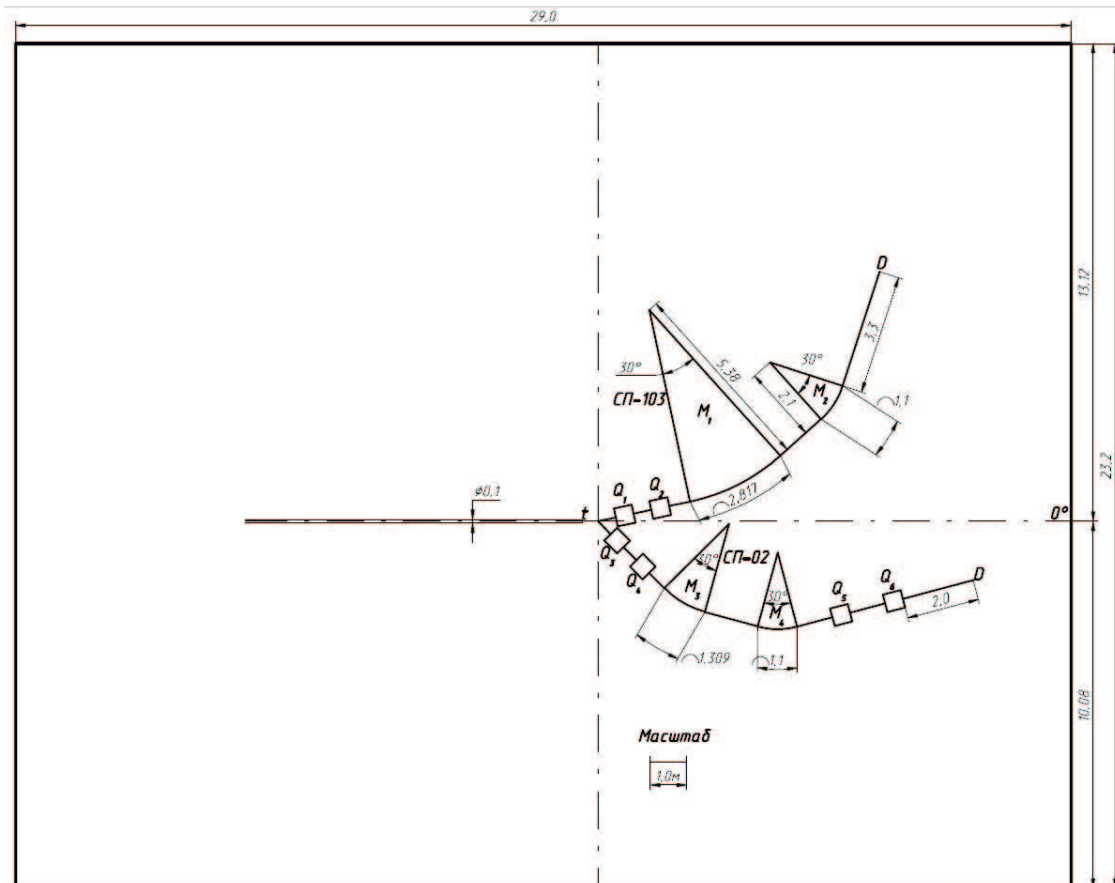 29,0
13,12
23,2
10,08
D
3,3
30°
5,38
30°
СП-103
M₁
2,1
M₂
1,1
Q₁
Q₂
2,817
⌀0,1
t
0°
Q₃
Q₄
30°
СП-02
M₃
30°
M₄
Q₅
Q₆
D
2,0
1,309
1,1
Масштаб
1,0м